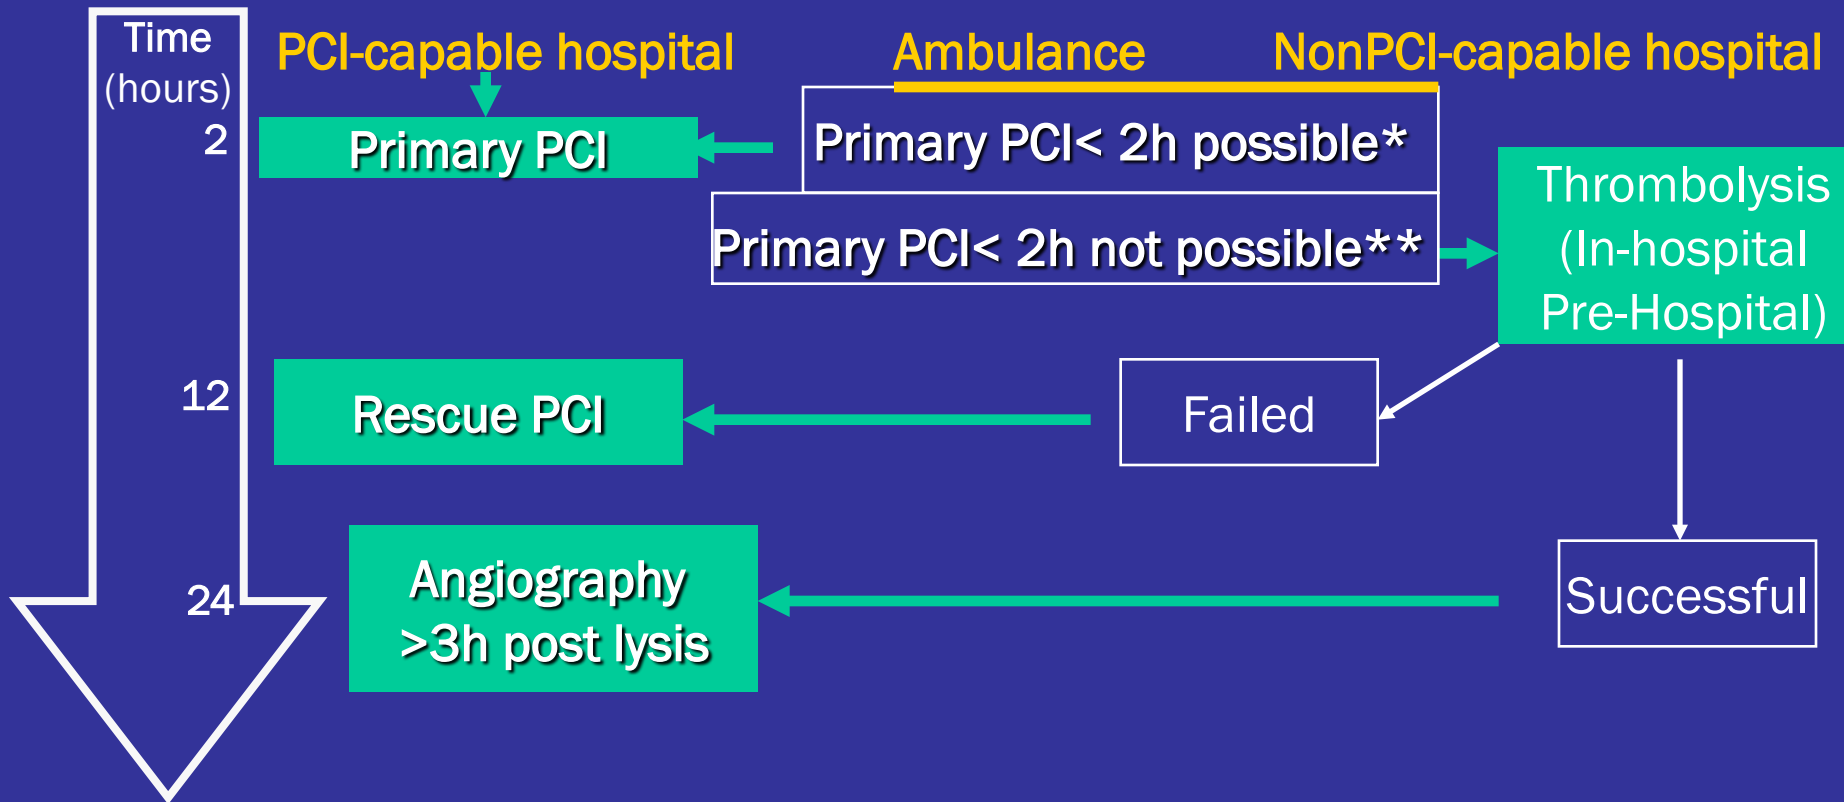 Time
(hours)
PCI-capable hospital
Ambulance
NonPCI-capable hospital
2
Primary PCI
Primary PCI< 2h possible*
Primary PCI< 2h not possible**
Thrombolysis
(In-hospital
Pre-Hospital)
12
Rescue PCI
Failed
24
Angiography
>3h post lysis
Successful